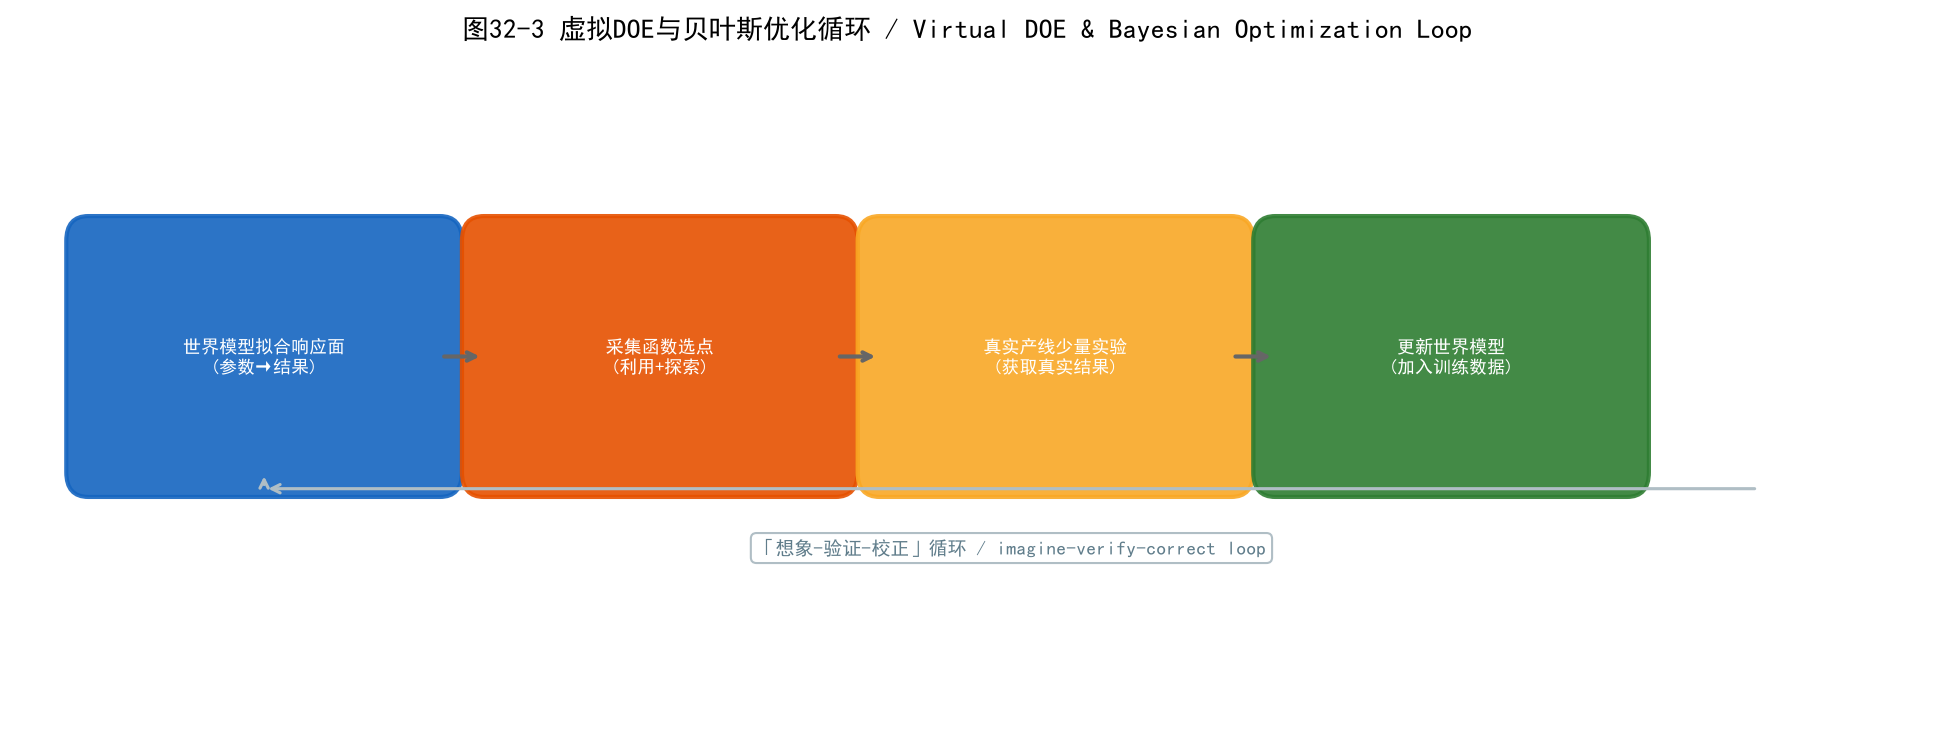 图32-3 虚拟DOE与贝叶斯优化循环 / Virtual DOE & Bayesian Optimization Loop
世界模型拟合响应面
(参数→结果)
采集函数选点
(利用+探索)
真实产线少量实验
(获取真实结果)
更新世界模型
(加入训练数据)
「想象-验证-校正」循环 / imagine-verify-correct loop